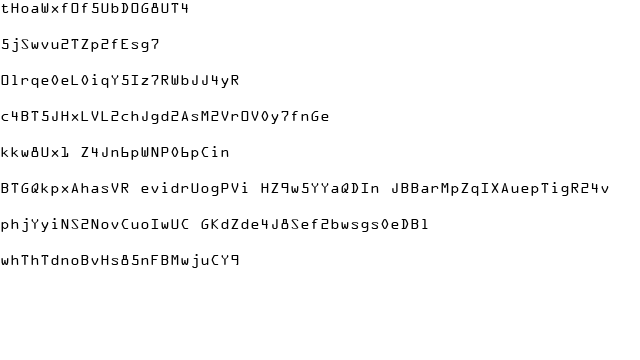 tHoaWxfOf5UbDOG8UT4
5jSwvu2TZp2fEsg7
O1rqe0eL0iqY5Iz7RWbJJ4yR
c4BT5JHxLVL2chJgd2AsM2VrOV0y7fnGe
kkw8Ux1 Z4Jn6pWNP06pCin
BTGQkpxAhasVR evidrUogPVi HZ9w5YYaQDIn JBBarMpZqIXAuepTigR24v
phjYyiNS2NovCuoIwUC GKdZde4J8Sef2bwsgs0eDB1
whThTdnoBvHs85nFBMwjuCY9